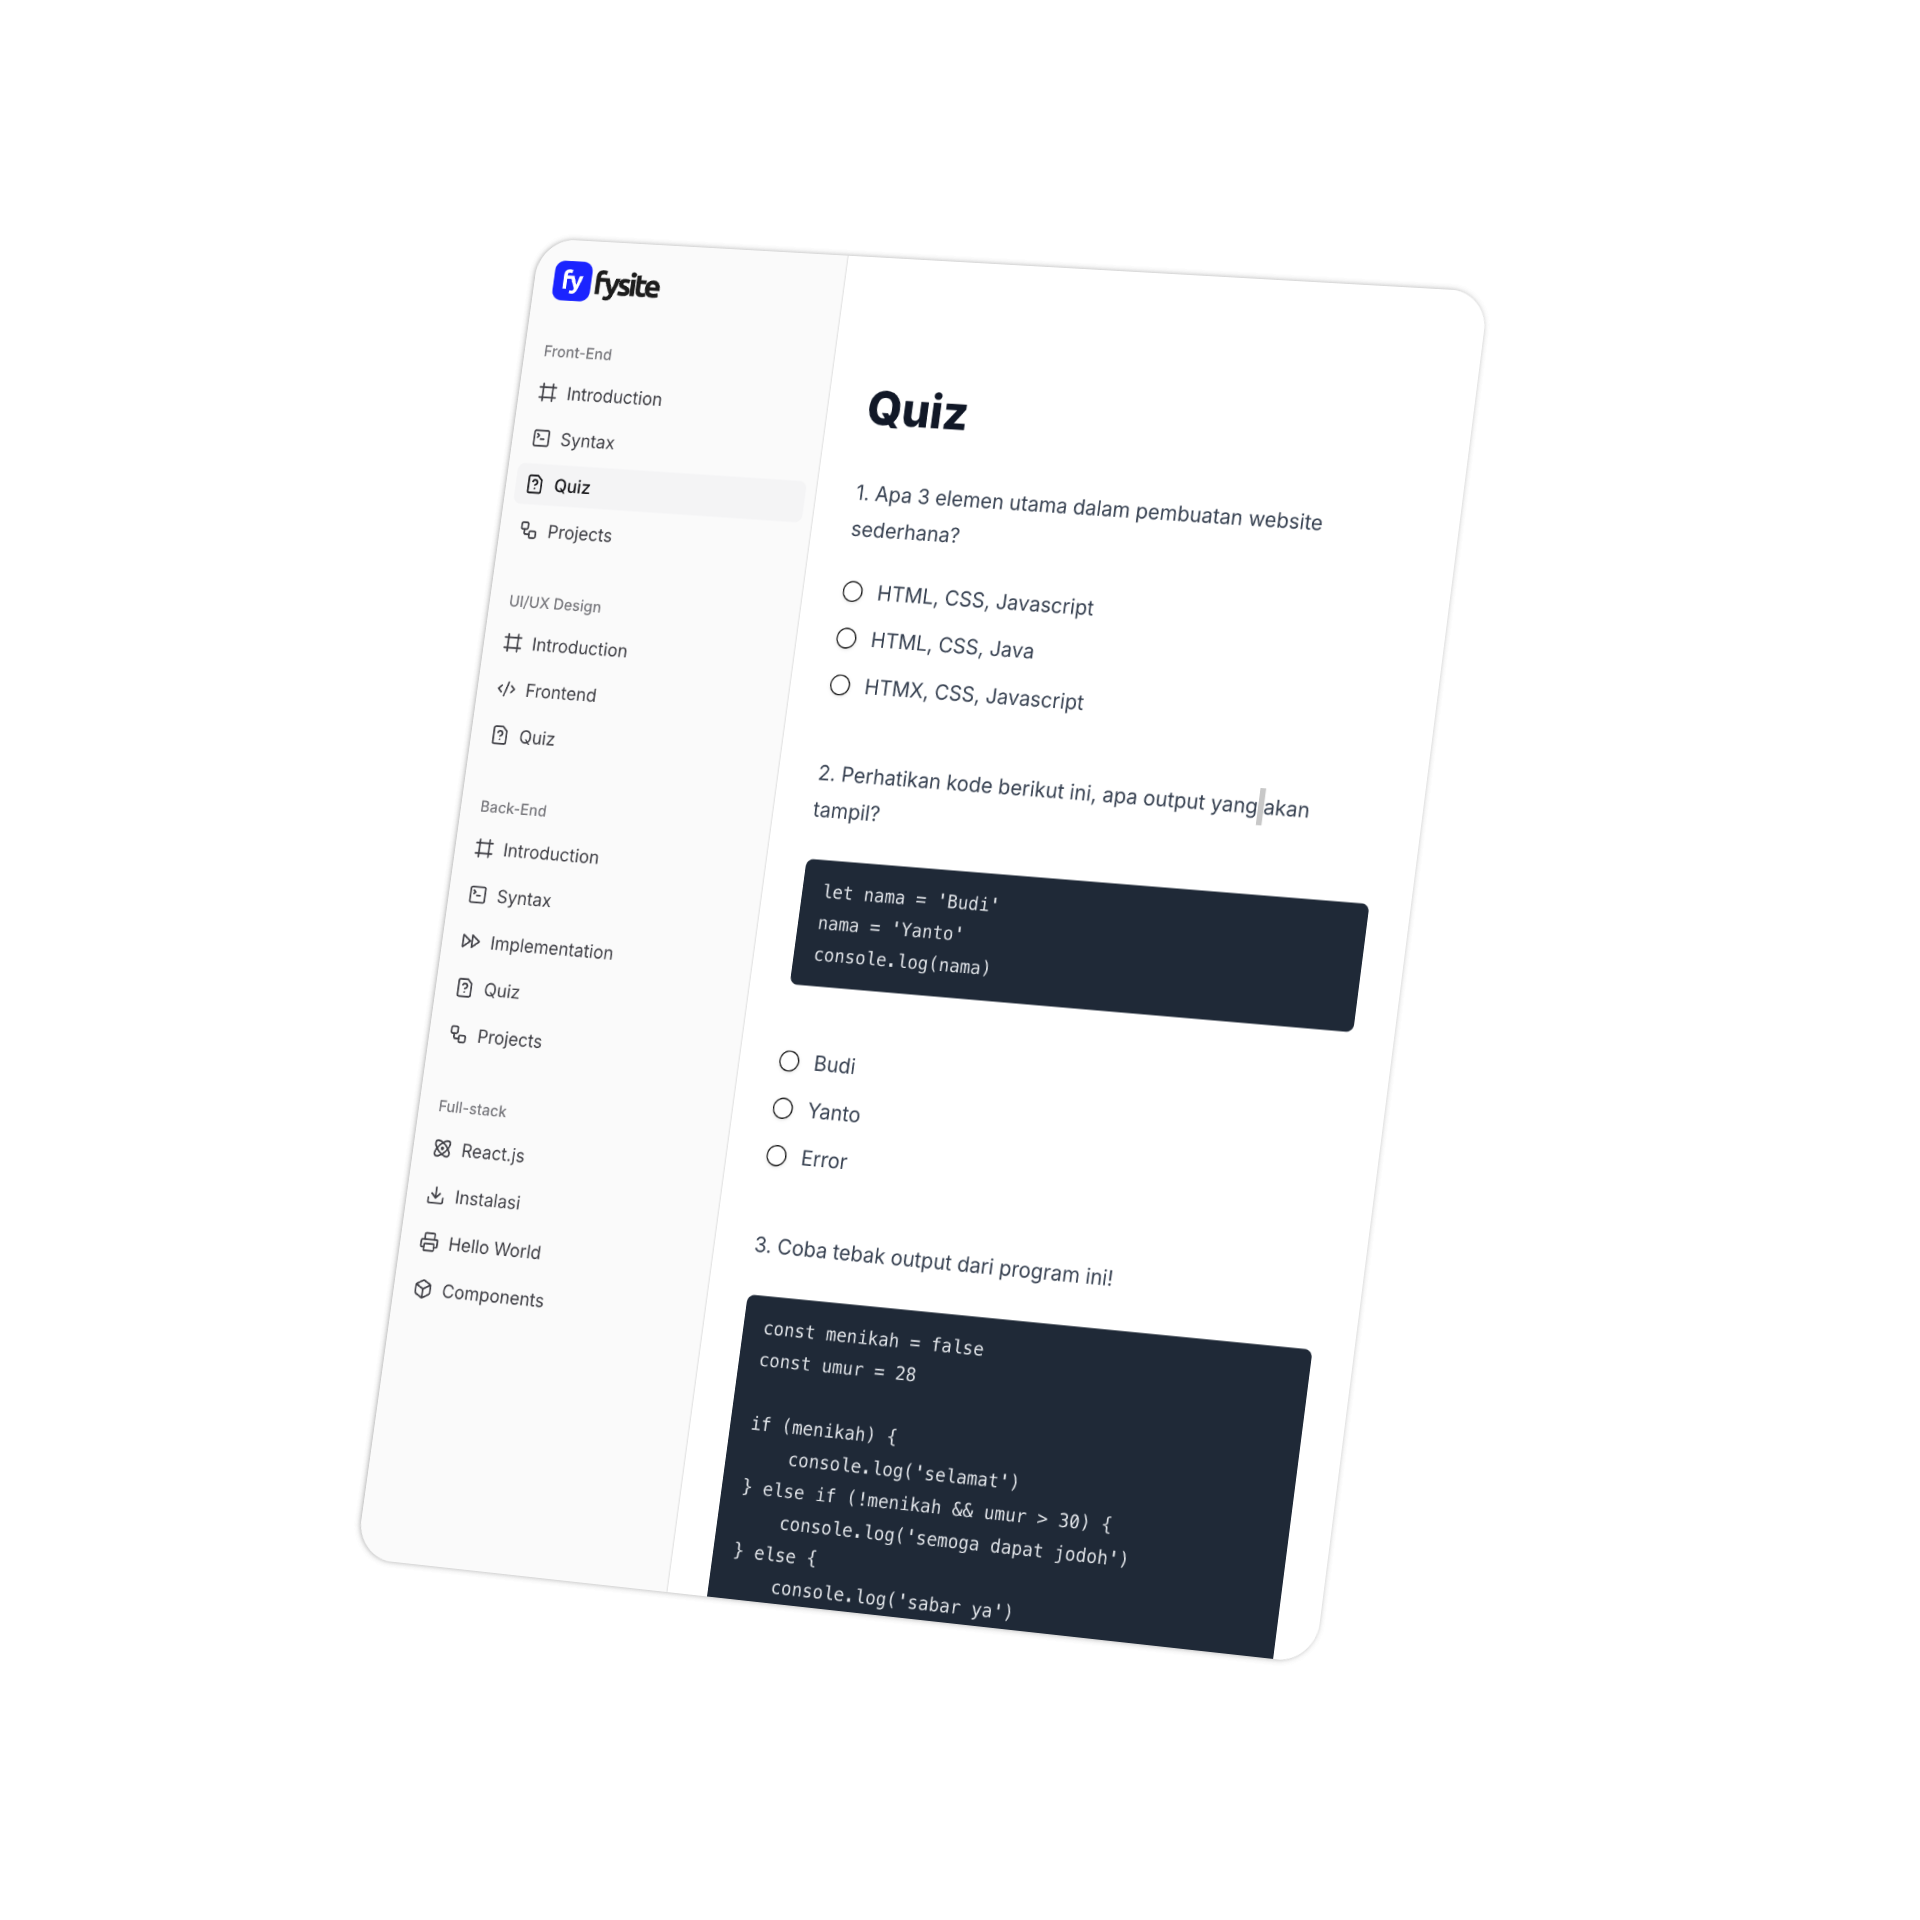 fy fysite
Front-End
Introduction
Syntax
Quiz
Projects
UI/UX Design
Introduction
Frontend
Quiz
Back-End
Introduction
Syntax
Implementation
Quiz
Projects
Full-stack
React.js
Instalasi
Hello World
Components
Quiz
1. Apa 3 elemen utama dalam pembuatan website
sederhana?
HTML, CSS, Javascript
HTML, CSS, Java
HTMX, CSS, Javascript
2. Perhatikan kode berikut ini, apa output yang akan
tampil?
let nama = 'Budi'
nama = 'Yanto'
console.log(nama)
Budi
Yanto
Error
3. Coba tebak output dari program ini!
const menikah = false
const umur = 28
if (menikah) {
    console.log('selamat')
} else if (!menikah && umur > 30) {
    console.log('semoga dapat jodoh')
} else {
    console.log('sabar ya')